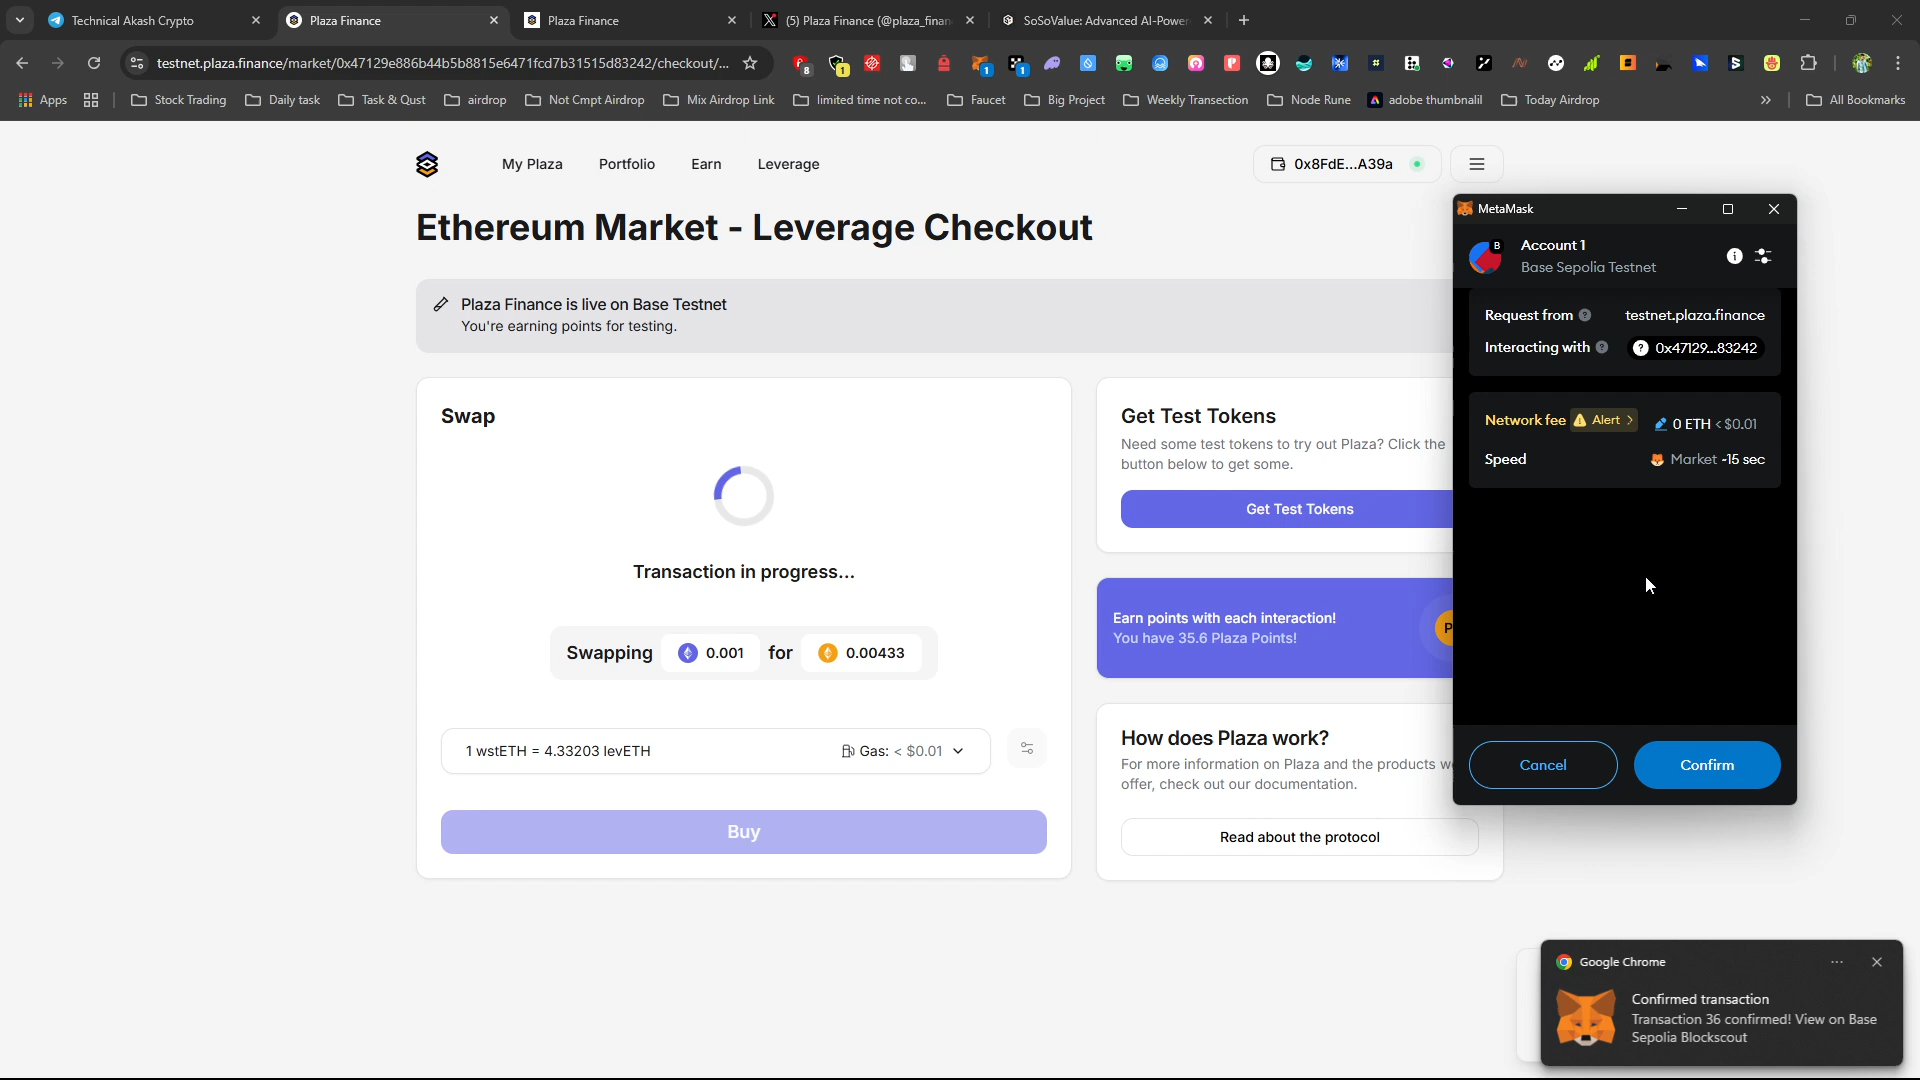 Technical Akash Crypto
Plaza Finance
Plaza Finance
(5) Plaza Finance (@plaza_finan
SoSoValue: Advanced AI-Power
testnet.plaza.finance/market/0x47129e886b44b5b8815e6471fcd7b31515d83242/checkout/...
8
1
1
1
Apps
Stock Trading
Daily task
Task & Qust
airdrop
Not Cmpt Airdrop
Mix Airdrop Link
limited time not co...
Faucet
Big Project
Weekly Transection
Node Rune
adobe thumbnalil
Today Airdrop
All Bookmarks
My Plaza
Portfolio
Earn
Leverage
0x8FdE...A39a
Ethereum Market - Leverage Checkout
Plaza Finance is live on Base Testnet
You're earning points for testing.
Swap
Transaction in progress...
Swapping 0.001 for 0.00433
1 wstETH = 4.33203 levETH
Gas: < $0.01
Buy
Get Test Tokens
Need some test tokens to try out Plaza? Click the
button below to get some.
Get Test Tokens
Earn points with each interaction!
You have 35.6 Plaza Points!
P
How does Plaza work?
For more information on Plaza and the products w
offer, check out our documentation.
Read about the protocol
MetaMask
B
Account 1
Base Sepolia Testnet
Request from
testnet.plaza.finance
Interacting with
0x47129...83242
Network fee
Alert
0 ETH < $0.01
Speed
Market ~15 sec
Cancel
Confirm
Google Chrome
Confirmed transaction
Transaction 36 confirmed! View on Base
Sepolia Blockscout